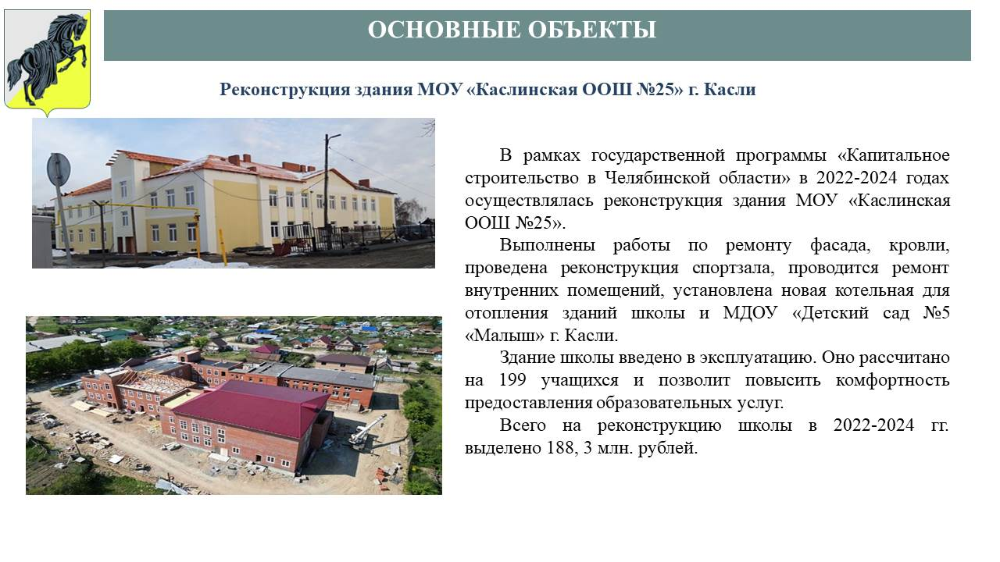 ОСНОВНЫЕ ОБЪЕКТЫ
Реконструкция здания МОУ «Каслинская ООШ №25» г. Касли
В рамках государственной программы «Капитальное
строительство в Челябинской области» в 2022-2024 годах
осуществлялась реконструкция здания МОУ «Каслинская
ООШ №25».
Выполнены работы по ремонту фасада, кровли,
проведена реконструкция спортзала, проводится ремонт
внутренних помещений, установлена новая котельная для
отопления зданий школы и МДОУ «Детский сад №5
«Малыш» г. Касли.
Здание школы введено в эксплуатацию. Оно рассчитано
на 199 учащихся и позволит повысить комфортность
предоставления образовательных услуг.
Всего на реконструкцию школы в 2022-2024 гг.
выделено 188, 3 млн. рублей.